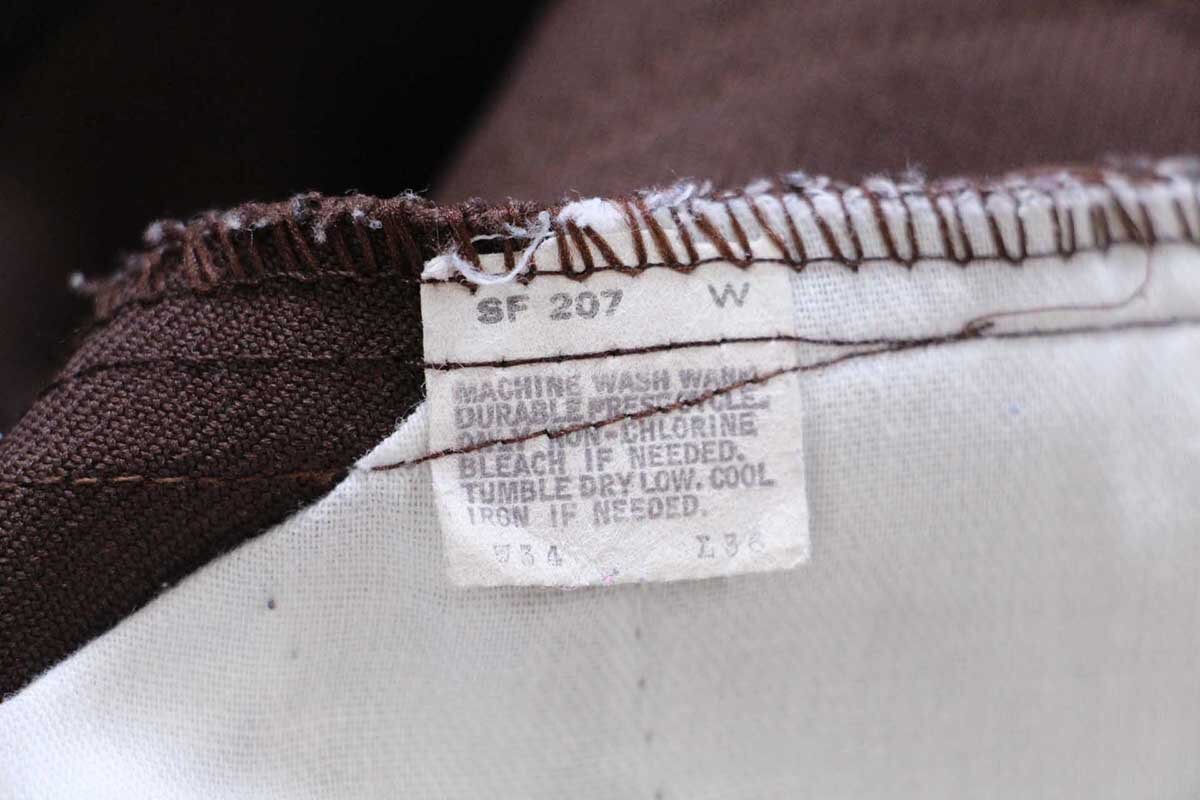 SF 207 W
MACHINE WASH WARM
DURABLE PRESS CYCLE.
ONLY NON-CHLORINE
BLEACH IF NEEDED.
TUMBLE DRY LOW. COOL
IRON IF NEEDED.
W34